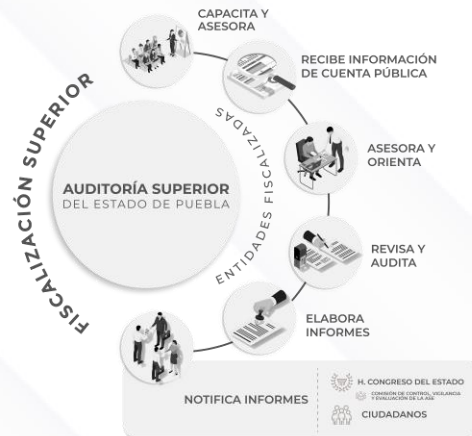 CAPACITA Y
ASESORA
RECIBE INFORMACIÓN
DE CUENTA PÚBLICA
FISCALIZACIÓN SUPERIOR
ENTIDADES FISCALIZADAS
ASESORA Y
ORIENTA
AUDITORÍA SUPERIOR
DEL ESTADO DE PUEBLA
REVISA Y
AUDITA
ELABORA
INFORMES
NOTIFICA INFORMES
H. CONGRESO DEL ESTADO
COMISIÓN DE CONTROL, VIGILANCIA
Y EVALUACIÓN DE LA ASE
CIUDADANOS